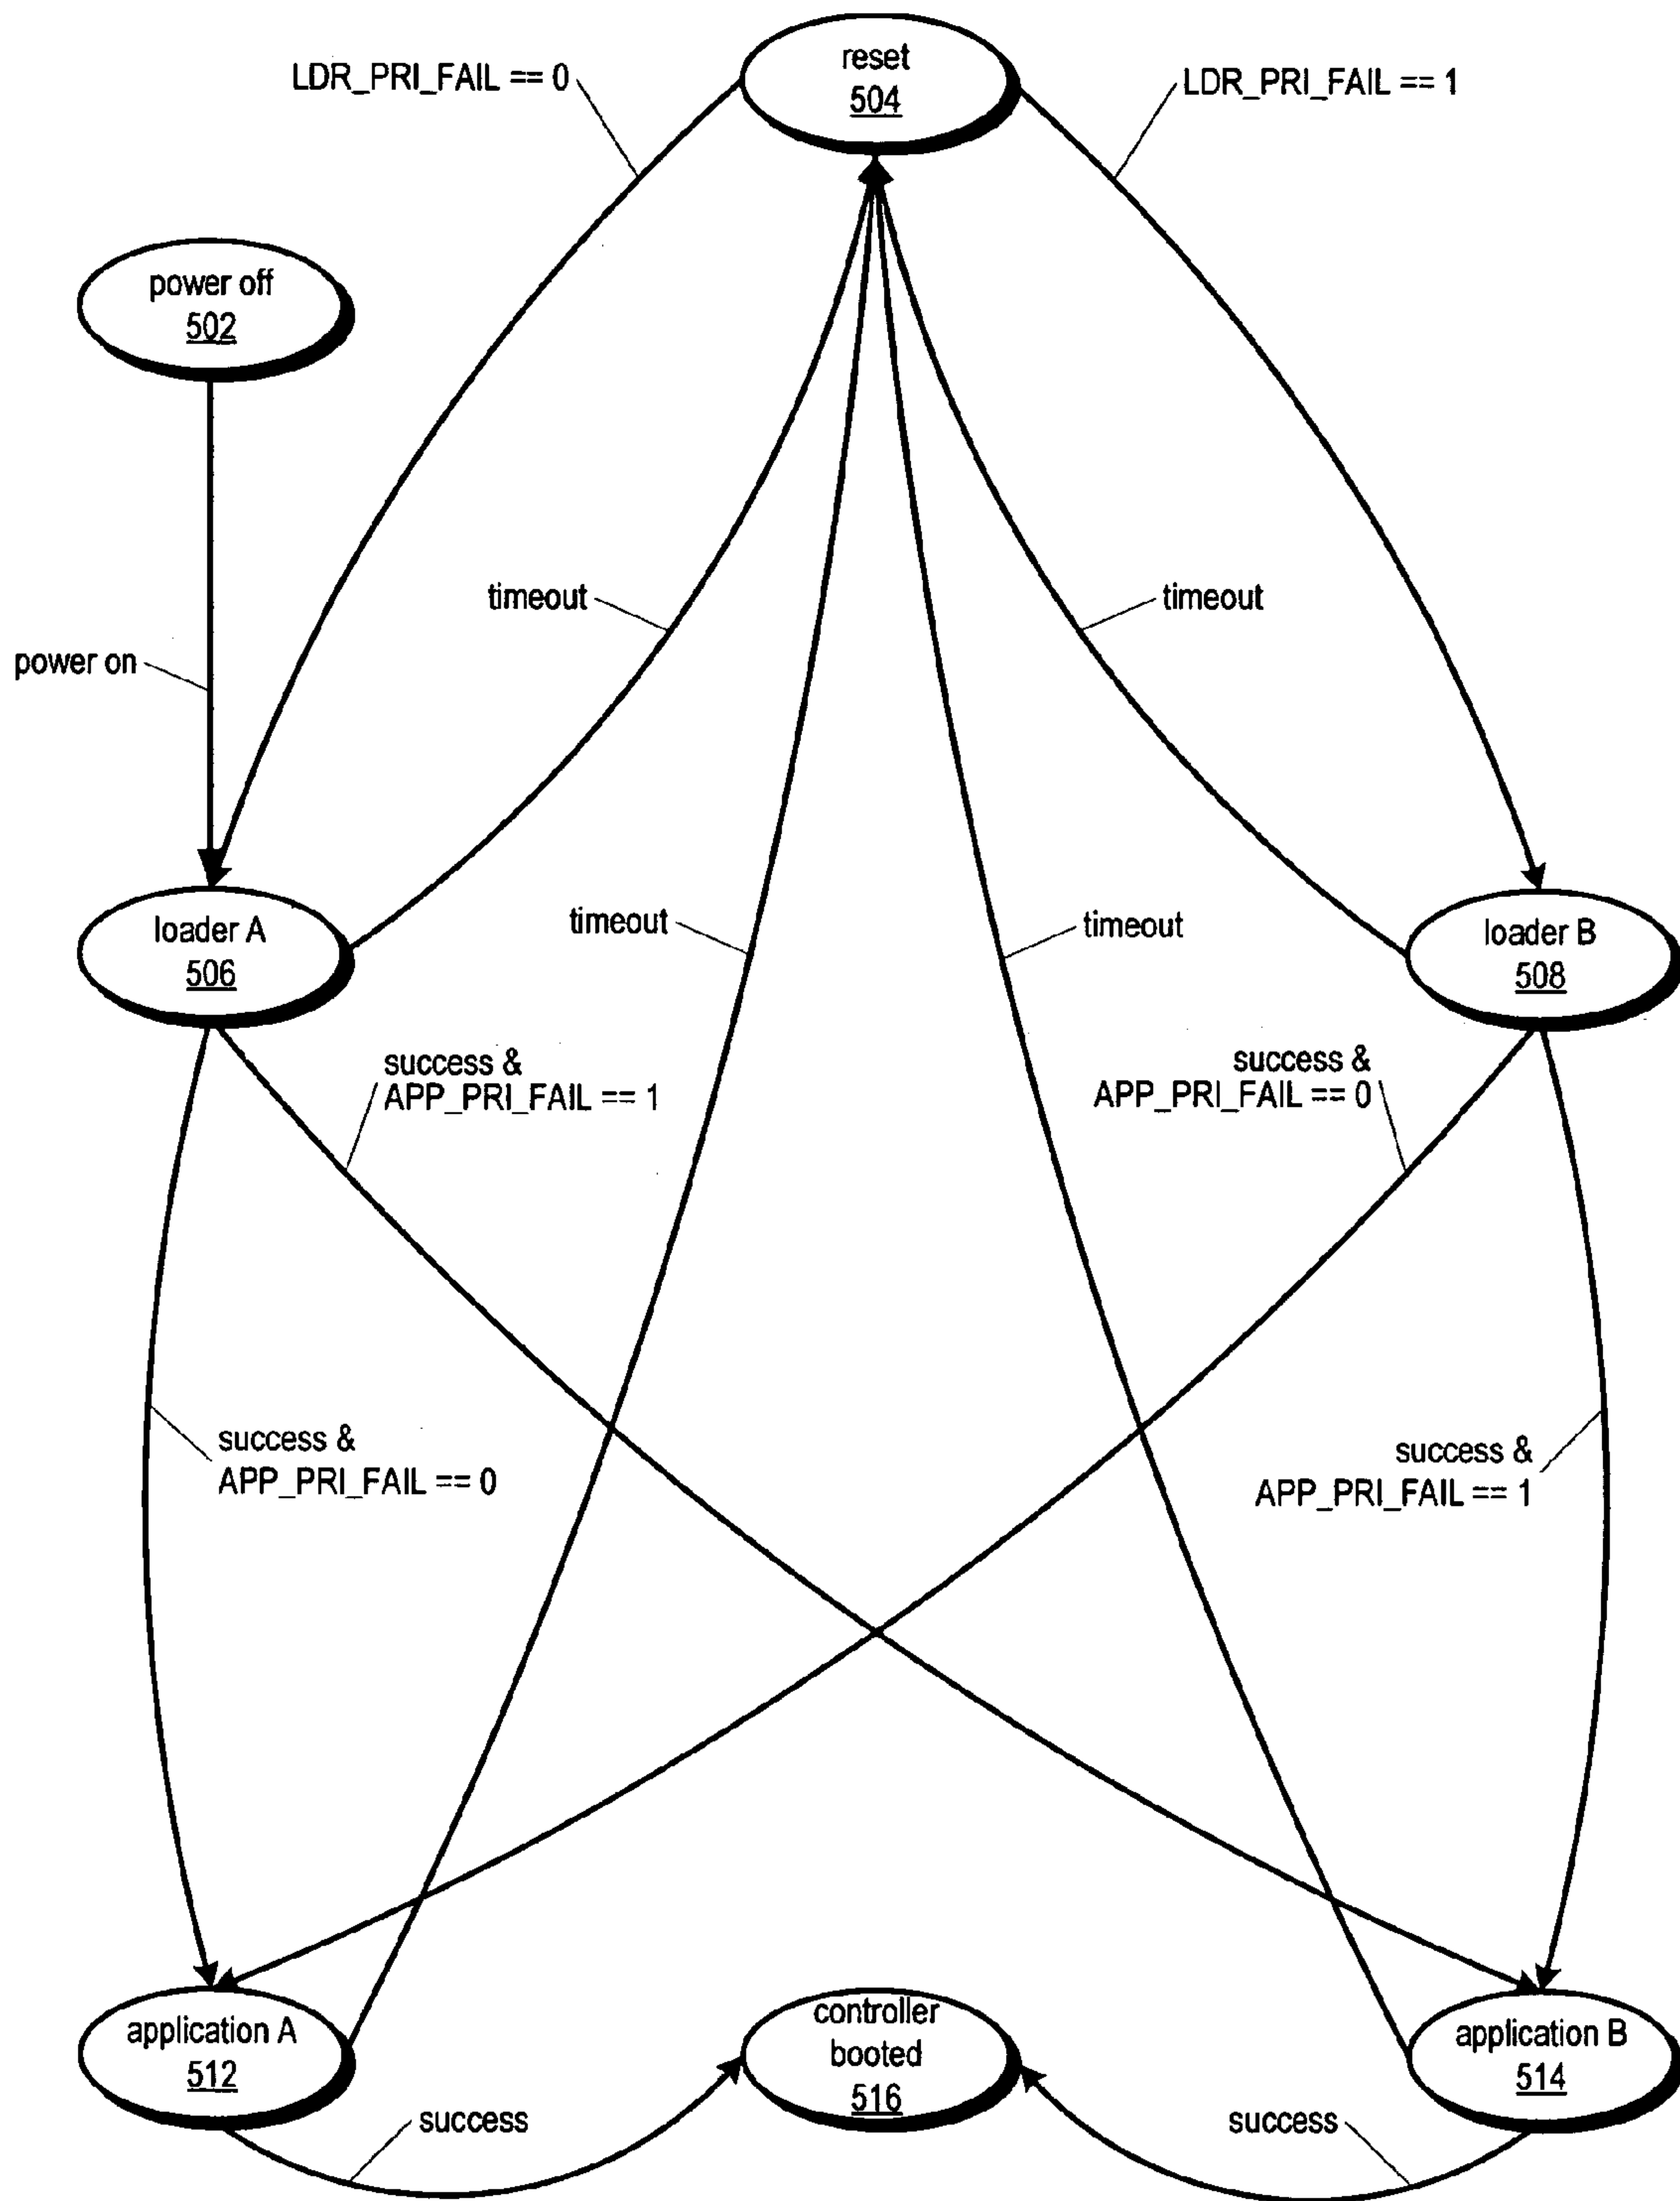 reset
504
LDR_PRI_FAIL == 0
LDR_PRI_FAIL == 1
power off
502
timeout
timeout
power on
loader A
506
timeout
timeout
loader B
508
success &
APP_PRI_FAIL == 1
success &
APP_PRI_FAIL == 0
success &
APP_PRI_FAIL == 0
success &
APP_PRI_FAIL == 1
application A
512
controller
booted
516
application B
514
success
success